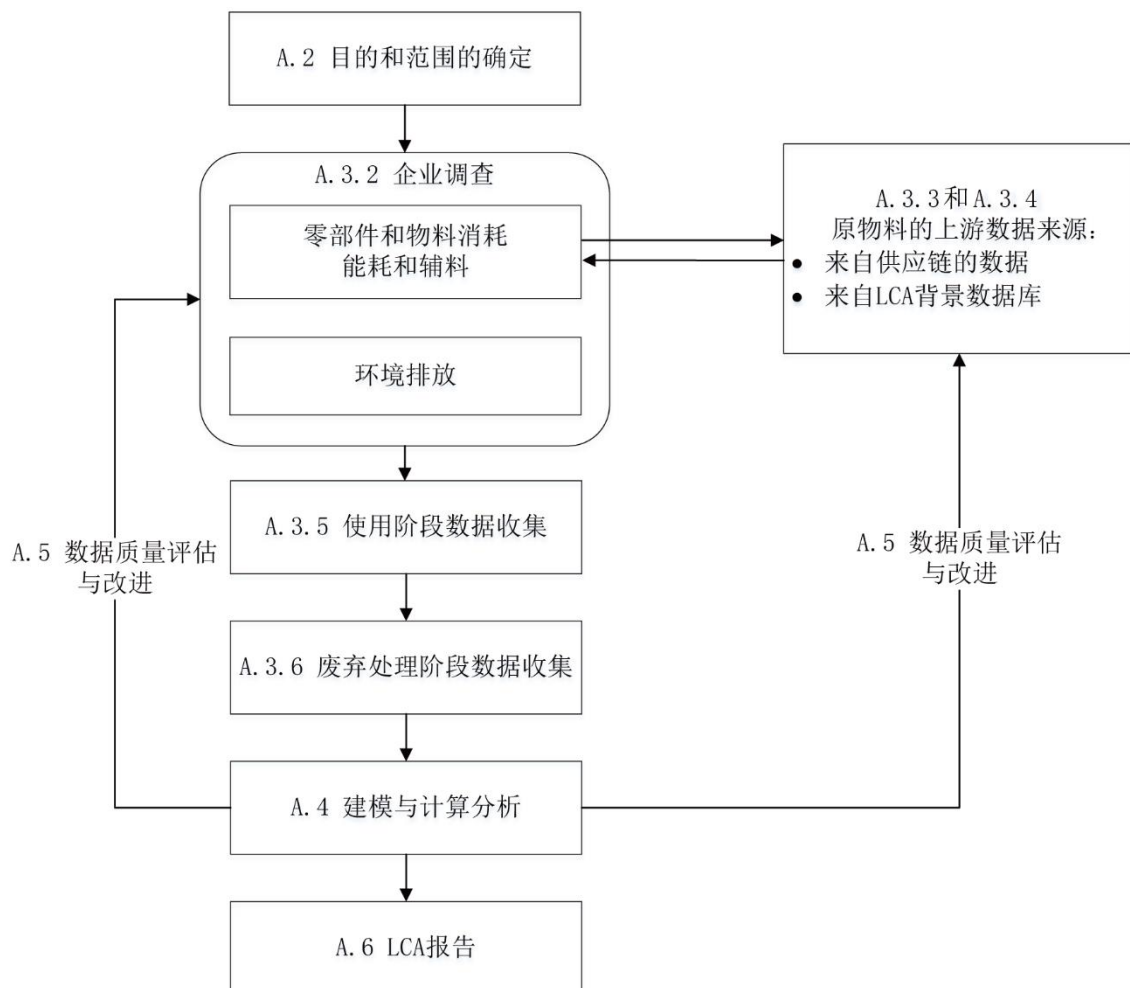 A.2 目的和范围的确定
A.3.2 企业调查
零部件和物料消耗
能耗和辅料
环境排放
A.3.3和A.3.4
原物料的上游数据来源：
● 来自供应链的数据
● 来自LCA背景数据库
A.3.5 使用阶段数据收集
A.5 数据质量评估
与改进
A.5 数据质量评估
与改进
A.3.6 废弃处理阶段数据收集
A.4 建模与计算分析
A.6 LCA报告